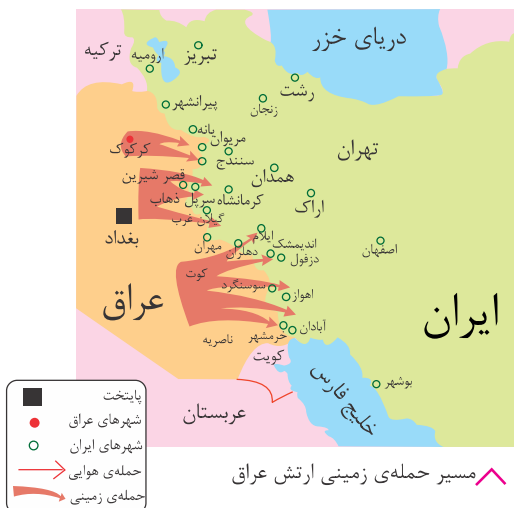 دریای خزر
ترکیه
ارومیه
تبریز
رشت
زنجان
پیرانشهر
بانه
مریوان
کرکوک
سنندج
تهران
همدان
قصر شیرین
سرپل ذهاب
کرمانشاه
اراک
گیلان غرب
بغداد
ایلام
مهران
دهلران
اندیمشک
دزفول
اصفهان
کوت
سوسنگرد
اهواز
عراق
ایران
ناصریه
خرمشهر
آبادان
کویت
بوشهر
خلیج فارس
عربستان
پایتخت
شهرهای عراق
شهرهای ایران
حمله‌ی هوایی
حمله‌ی زمینی
مسیر حمله‌ی زمینی ارتش عراق